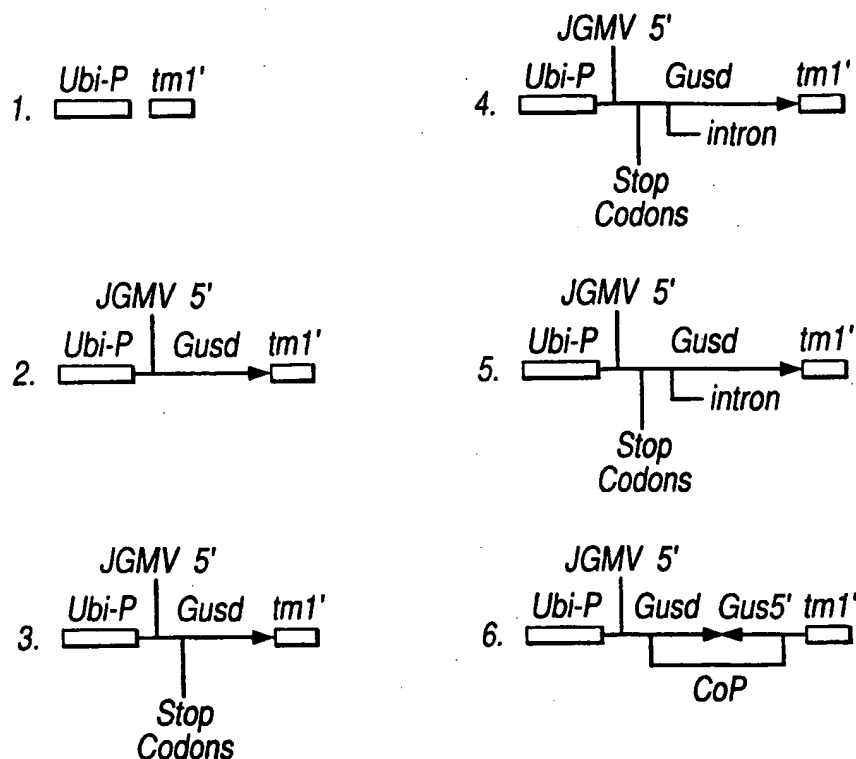 1. Ubi-P tm1'
2. JGMV 5'
Ubi-P Gusd tm1'
3. JGMV 5'
Ubi-P Gusd tm1'
Stop
Codons
4. JGMV 5'
Ubi-P Gusd tm1'
intron
Stop
Codons
5. JGMV 5'
Ubi-P Gusd tm1'
intron
Stop
Codons
6. JGMV 5'
Ubi-P Gusd Gus5' tm1'
CoP